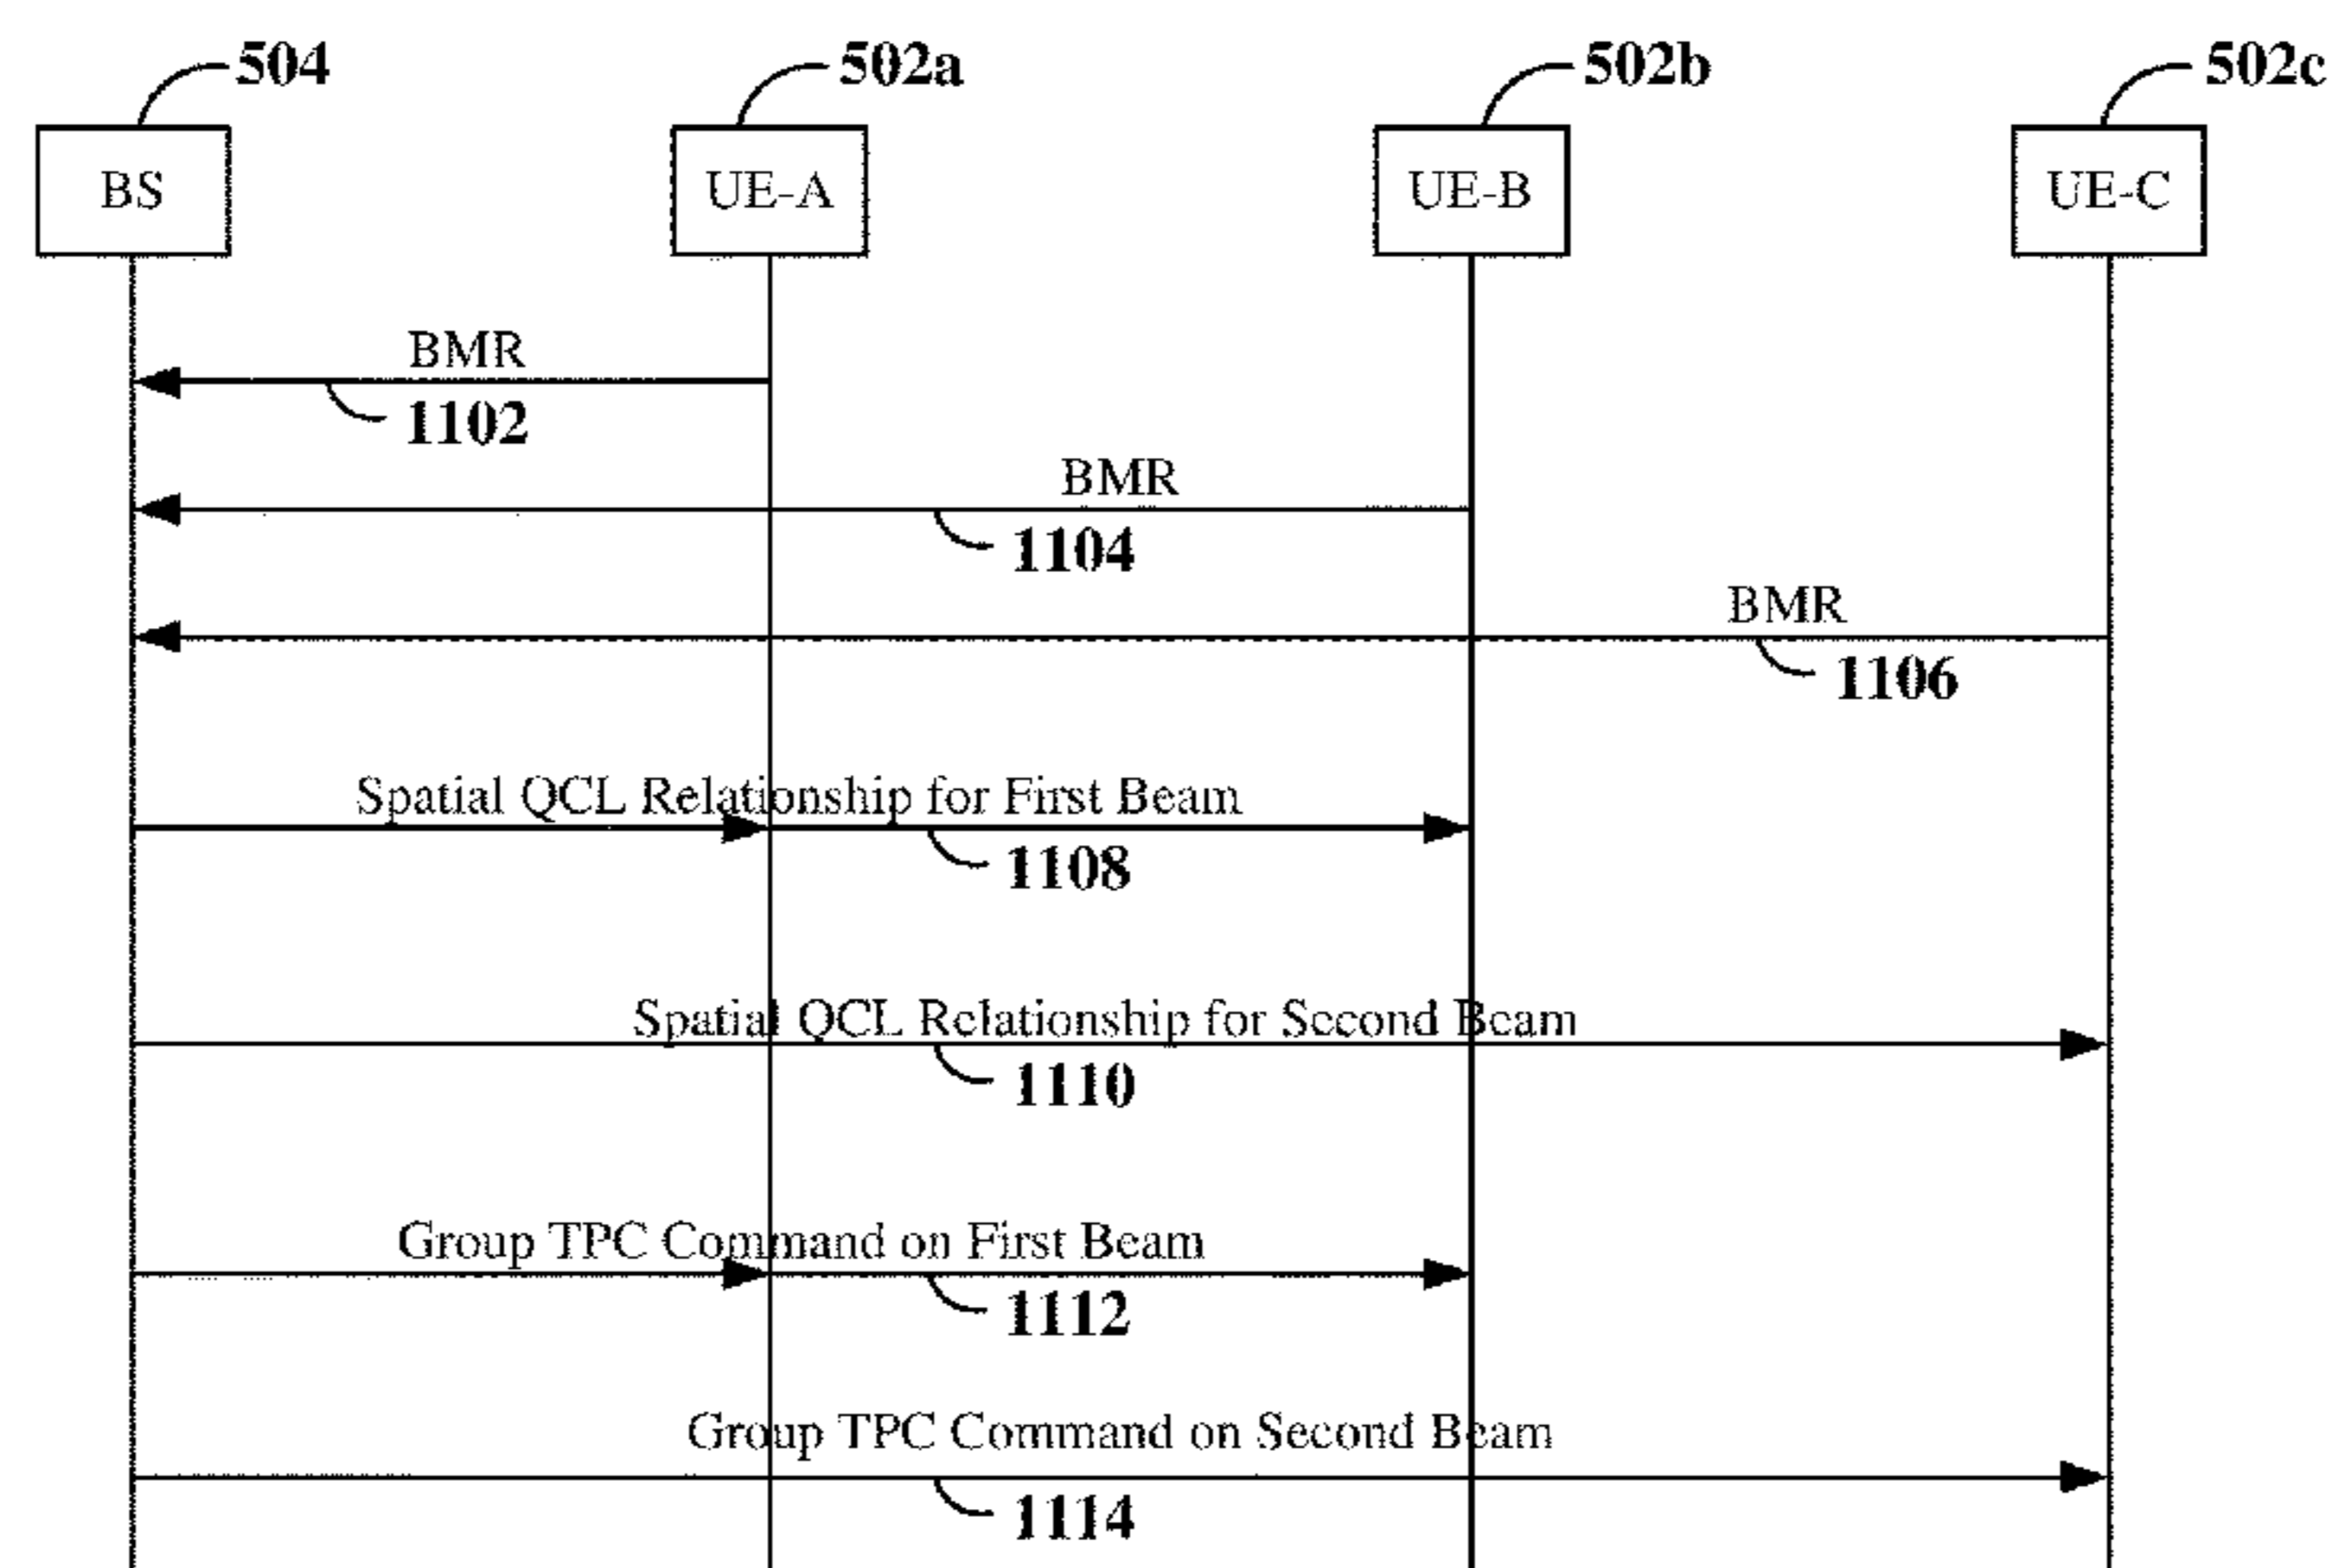 504
502a
502b
502c
BS
UE-A
UE-B
UE-C
BMR
1102
BMR
1104
BMR
1106
Spatial QCL Relationship for First Beam
1108
Spatial QCL Relationship for Second Beam
1110
Group TPC Command on First Beam
1112
Group TPC Command on Second Beam
1114